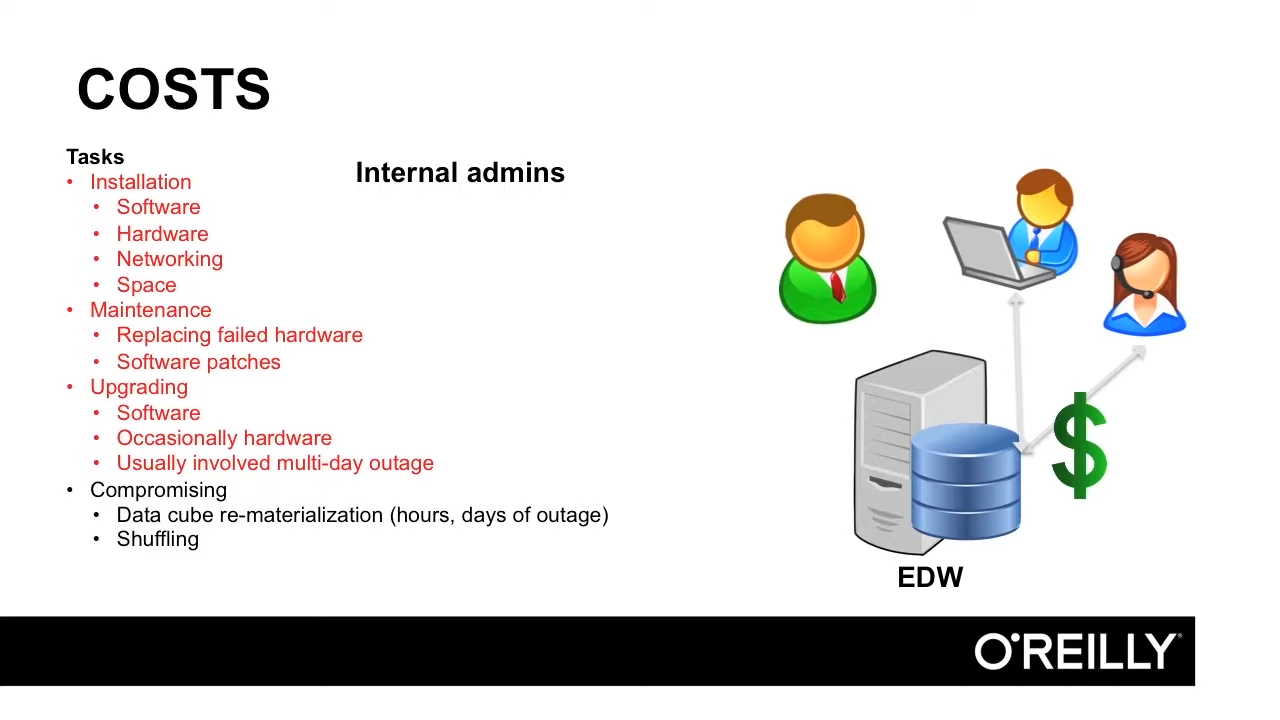 COSTS
Tasks
• Installation
• Software
• Hardware
• Networking
• Space
• Maintenance
• Replacing failed hardware
• Software patches
• Upgrading
• Software
• Occasionally hardware
• Usually involved multi-day outage
• Compromising
• Data cube re-materialization (hours, days of outage)
• Shuffling
Internal admins
$
EDW
O'REILLY®